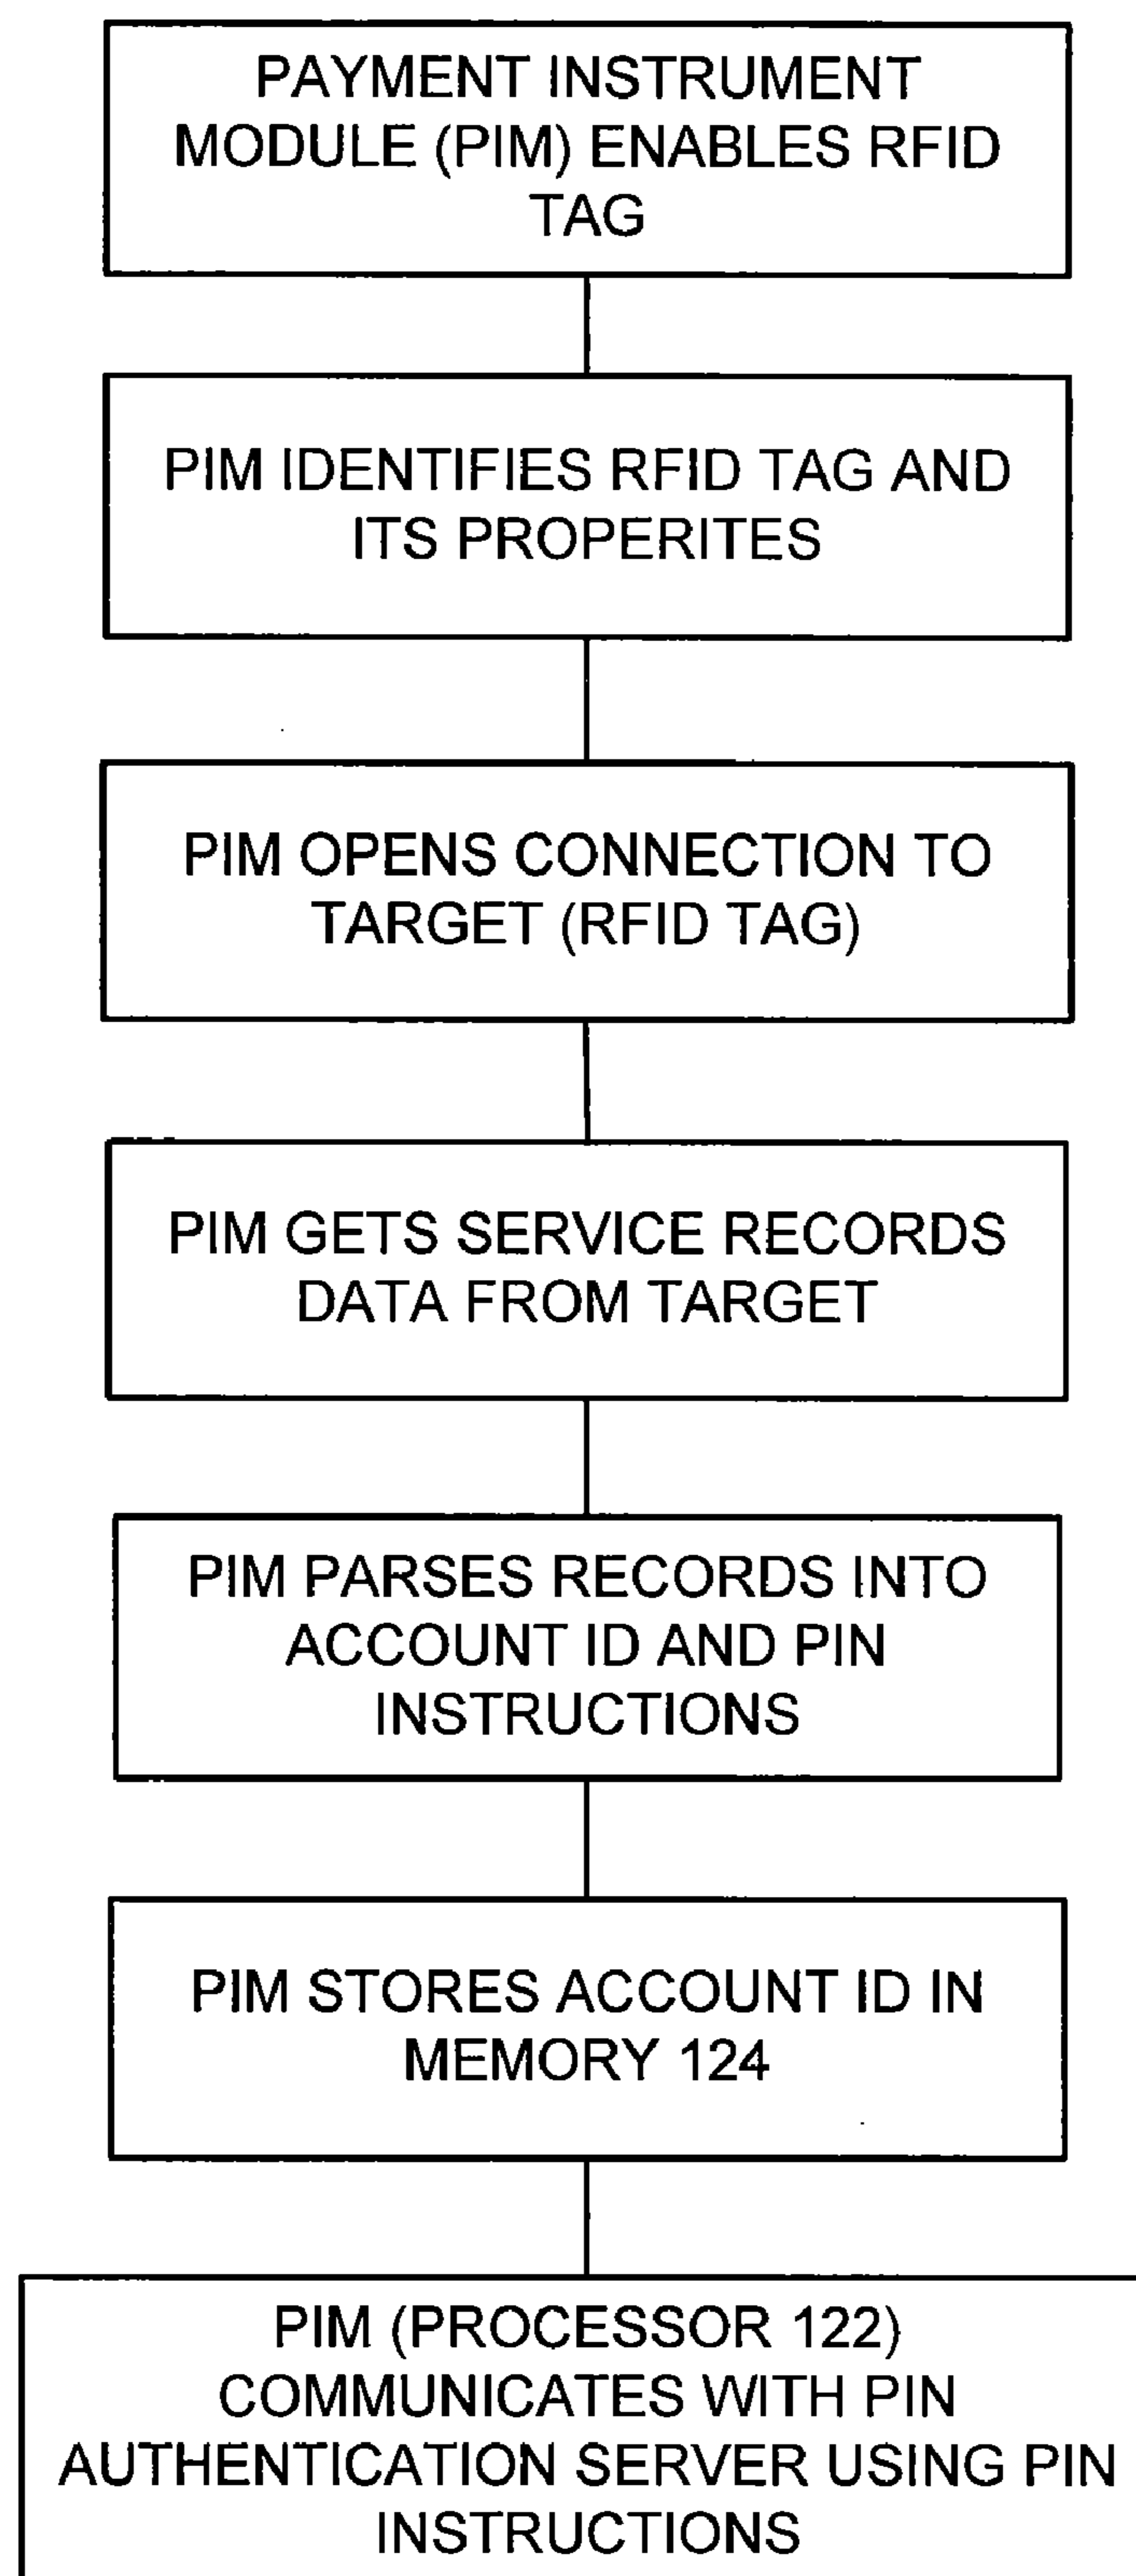 PAYMENT INSTRUMENT
MODULE (PIM) ENABLES RFID
TAG
PIM IDENTIFIES RFID TAG AND
ITS PROPERITES
PIM OPENS CONNECTION TO
TARGET (RFID TAG)
PIM GETS SERVICE RECORDS
DATA FROM TARGET
PIM PARSES RECORDS INTO
ACCOUNT ID AND PIN
INSTRUCTIONS
PIM STORES ACCOUNT ID IN
MEMORY 124
PIM (PROCESSOR 122)
COMMUNICATES WITH PIN
AUTHENTICATION SERVER USING PIN
INSTRUCTIONS